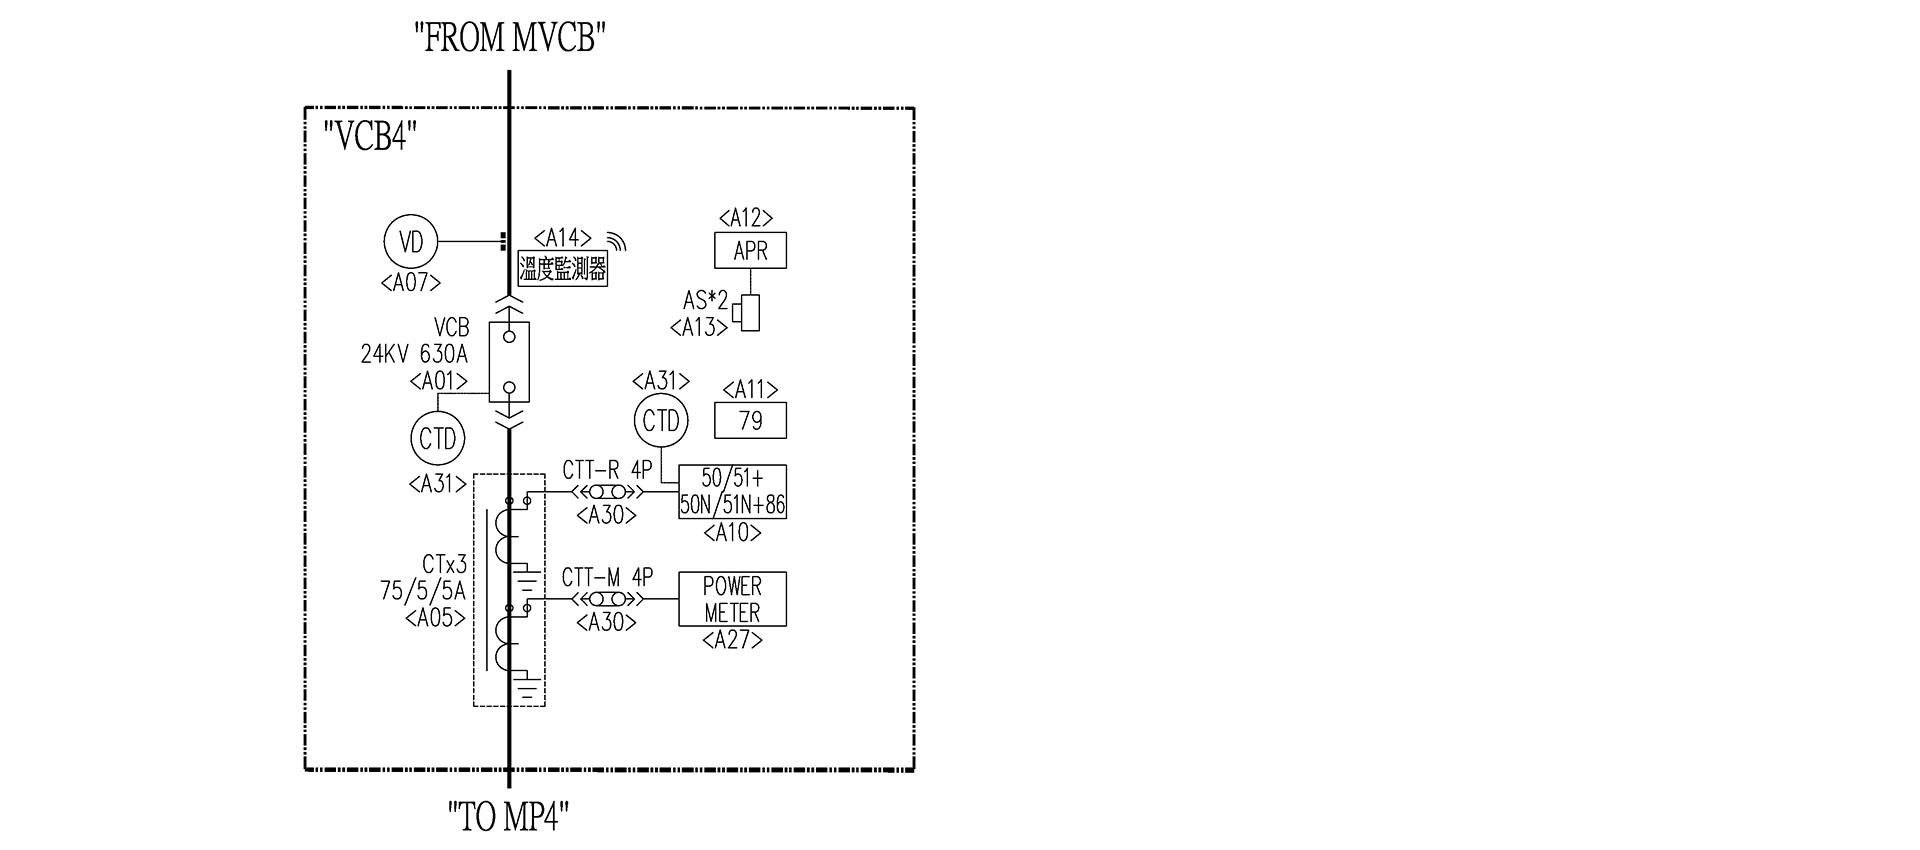 "FROM MVCB"
"VCB4"
<A12>
VD
<A14>
APR
溫度監測器
<A07>
AS*2
<A13>
VCB
24KV 630A
<A01>
<A31>
<A11>
CTD
79
CTD
<A31>
CTT-R 4P
50/51+
50N/51N+86
<A30>
<A10>
CTx3
75/5/5A
<A05>
CTT-M 4P
POWER
METER
<A30>
<A27>
"TO MP4"